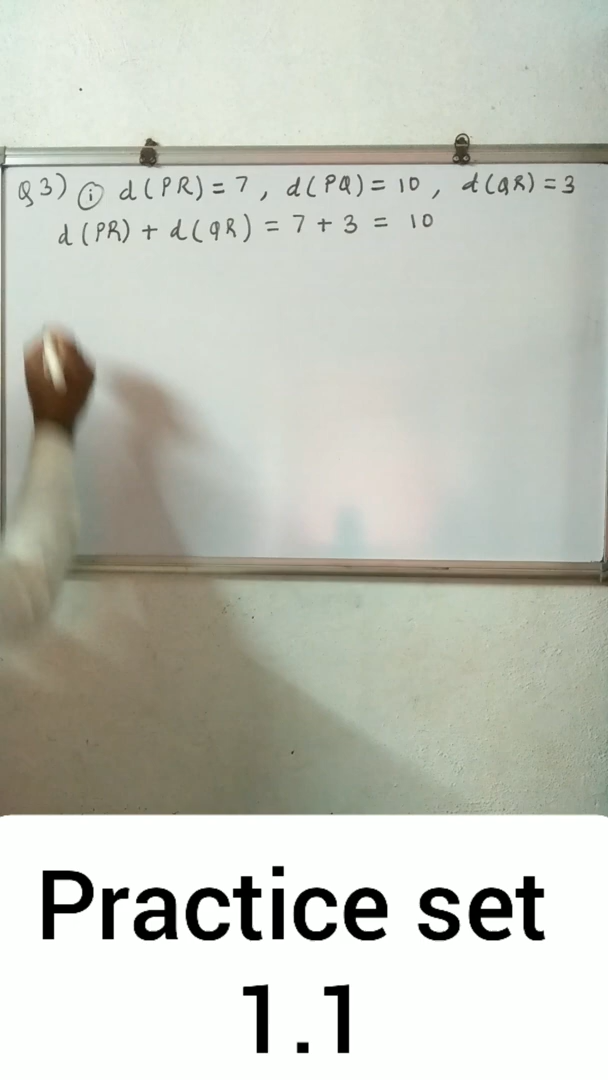 Q3) (i) d(PR) = 7, d(PQ) = 10, d(QR) = 3
d(PR) + d(QR) = 7 + 3 = 10
Practice set
1.1